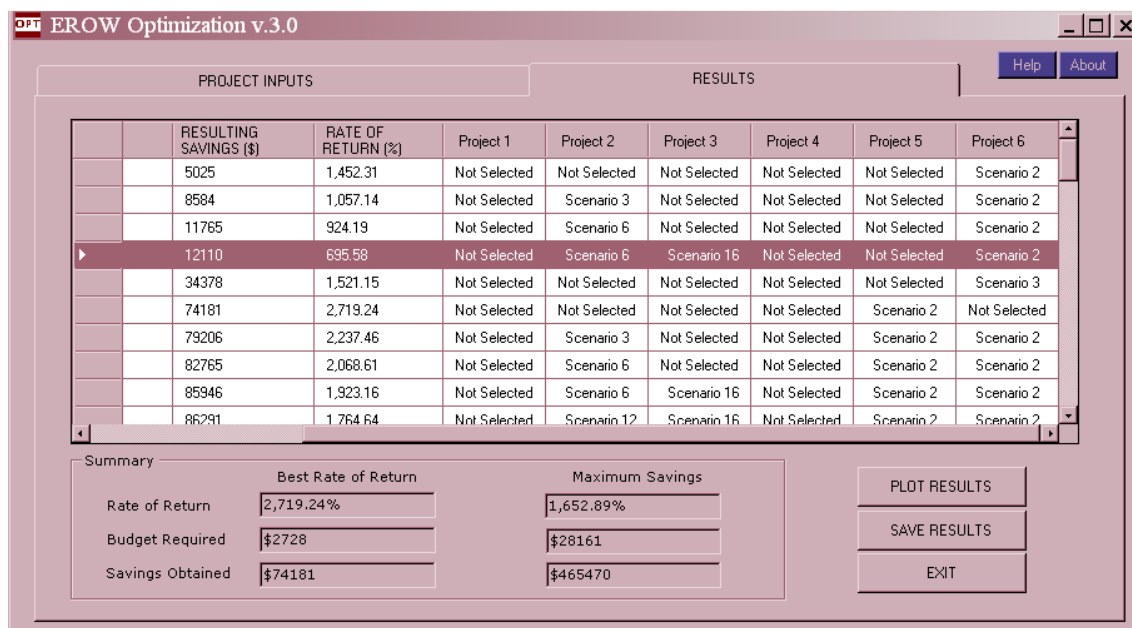 OPT EROW Optimization v.3.0
Help About
PROJECT INPUTS RESULTS
RESULTING SAVINGS ($) RATE OF RETURN (%) Project 1 Project 2 Project 3 Project 4 Project 5 Project 6
5025 1,452.31 Not Selected Not Selected Not Selected Not Selected Not Selected Scenario 2
8584 1,057.14 Not Selected Scenario 3 Not Selected Not Selected Not Selected Scenario 2
11765 924.19 Not Selected Scenario 6 Not Selected Not Selected Not Selected Scenario 2
12110 695.58 Not Selected Scenario 6 Scenario 16 Not Selected Not Selected Scenario 2
34378 1,521.15 Not Selected Not Selected Not Selected Not Selected Not Selected Scenario 3
74181 2,719.24 Not Selected Not Selected Not Selected Not Selected Scenario 2 Not Selected
79206 2,237.46 Not Selected Scenario 3 Not Selected Not Selected Scenario 2 Scenario 2
82765 2,068.61 Not Selected Scenario 6 Not Selected Not Selected Scenario 2 Scenario 2
85946 1,923.16 Not Selected Scenario 6 Scenario 16 Not Selected Scenario 2 Scenario 2
86291 1,764.64 Not Selected Scenario 12 Scenario 16 Not Selected Scenario 2 Scenario 2
Summary
Best Rate of Return Maximum Savings
Rate of Return 2,719.24% 1,652.89%
Budget Required $2728 $28161
Savings Obtained $74181 $465470
PLOT RESULTS
SAVE RESULTS
EXIT